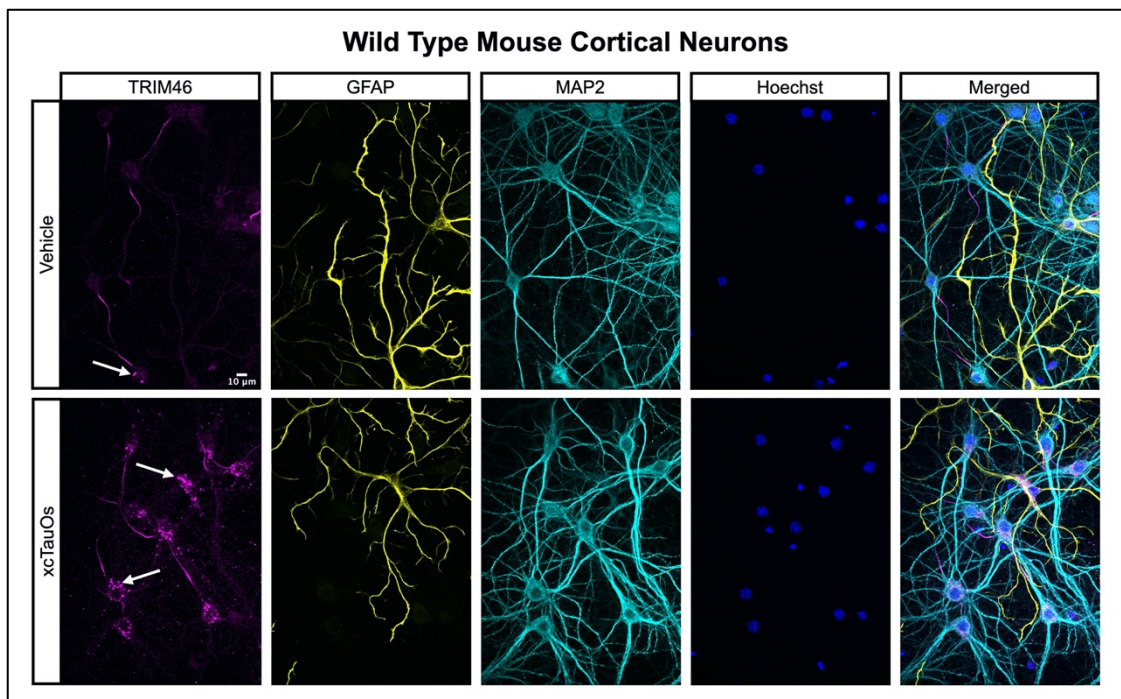 Wild Type Mouse Cortical Neurons
TRIM46 GFAP MAP2 Hoechst Merged
Vehicle
10 µm
xcTauOs